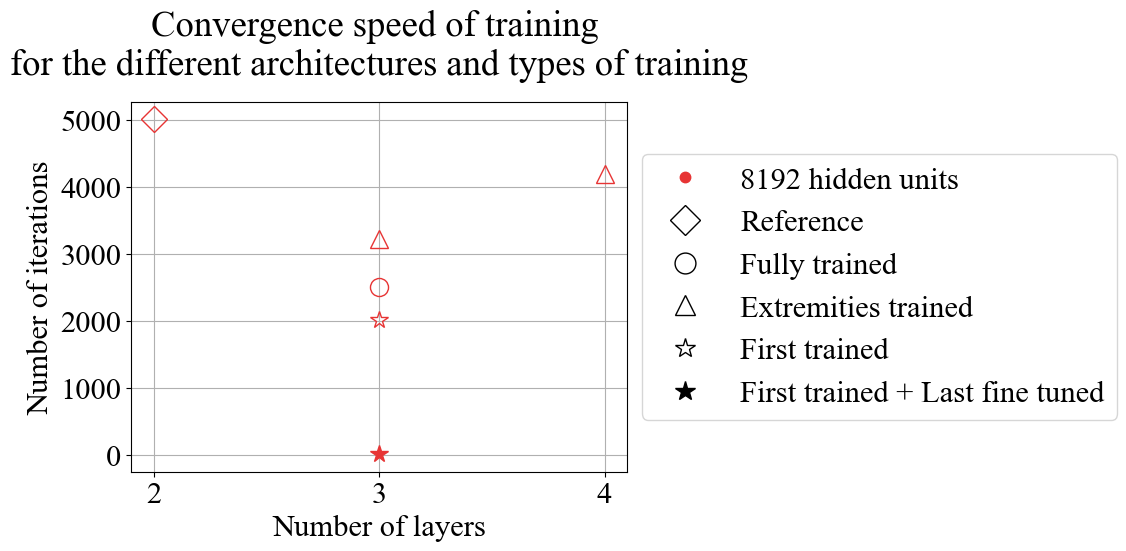 Convergence speed of training
for the different architectures and types of training
5000
4000
3000
2000
1000
0
Number of iterations
2 3 4
Number of layers
8192 hidden units
Reference
Fully trained
Extremities trained
First trained
First trained + Last fine tuned